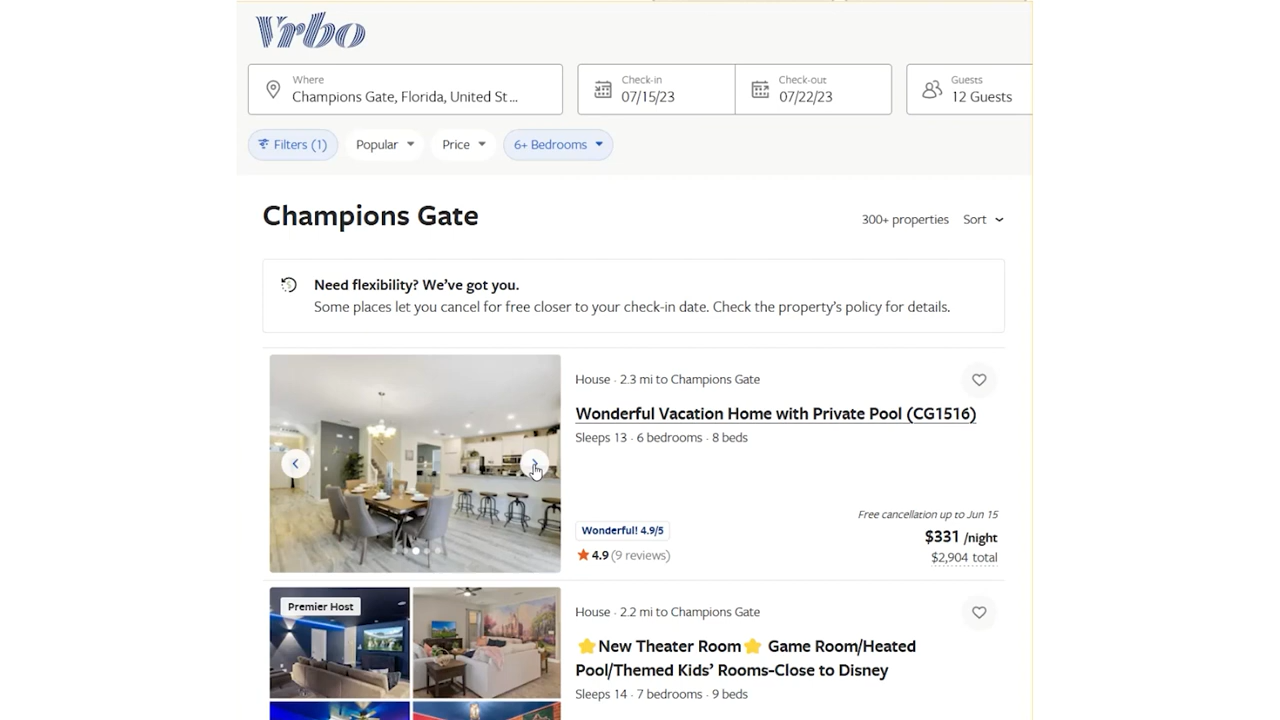 Vrbo
Where
Champions Gate, Florida, United St...
Check-in
07/15/23
Check-out
07/22/23
Guests
12 Guests
Filters (1)
Popular
Price
6+ Bedrooms
Champions Gate
300+ properties
Sort
Need flexibility? We've got you.
Some places let you cancel for free closer to your check-in date. Check the property's policy for details.
House · 2.3 mi to Champions Gate
Wonderful Vacation Home with Private Pool (CG1516)
Sleeps 13 · 6 bedrooms · 8 beds
Free cancellation up to Jun 15
Wonderful! 4.9/5
$331 /night
4.9 (9 reviews)
$2,904 total
Premier Host
House · 2.2 mi to Champions Gate
⭐New Theater Room⭐ Game Room/Heated
Pool/Themed Kids’ Rooms-Close to Disney
Sleeps 14 · 7 bedrooms · 9 beds